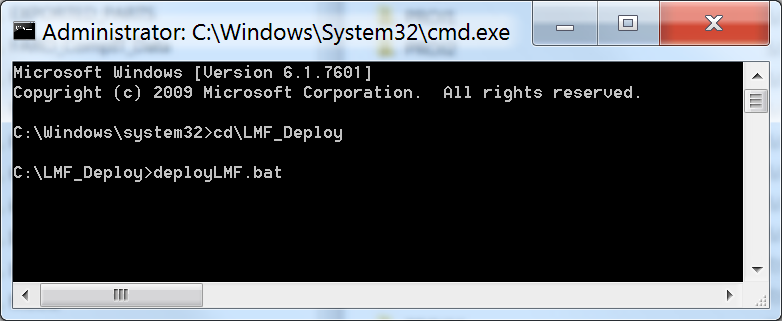 Administrator: C:\Windows\System32\cmd.exe
Microsoft Windows [Version 6.1.7601]
Copyright (c) 2009 Microsoft Corporation.  All rights reserved.
C:\Windows\system32>cd\LMF_Deploy
C:\LMF_Deploy>deployLMF.bat